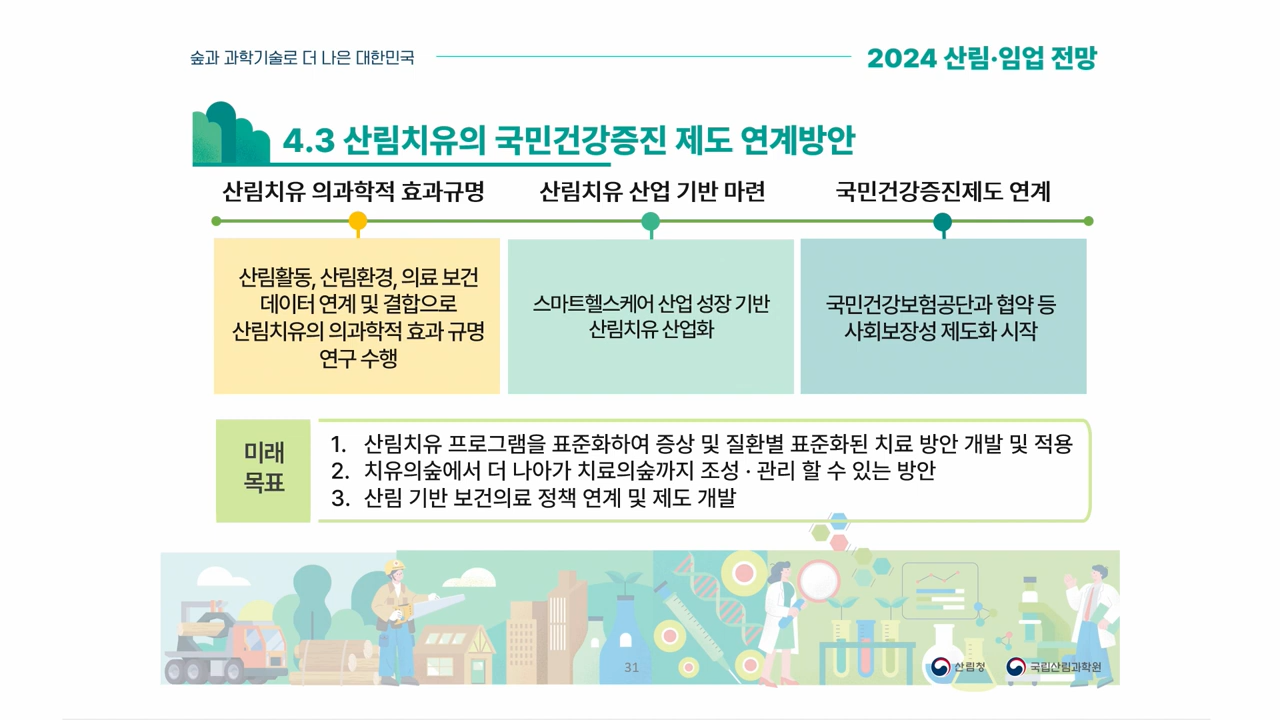 숲과 과학기술로 더 나은 대한민국
2024 산림·임업 전망
4.3 산림치유의 국민건강증진 제도 연계방안
산림치유 의과학적 효과규명
산림치유 산업 기반 마련
국민건강증진제도 연계
산림활동, 산림환경, 의료 보건
데이터 연계 및 결합으로
산림치유의 의과학적 효과 규명
연구 수행
스마트헬스케어 산업 성장 기반
산림치유 산업화
국민건강보험공단과 협약 등
사회보장성 제도화 시작
미래
목표
1. 산림치유 프로그램을 표준화하여 증상 및 질환별 표준화된 치료 방안 개발 및 적용
2. 치유의숲에서 더 나아가 치료의숲까지 조성 · 관리 할 수 있는 방안
3. 산림 기반 보건의료 정책 연계 및 제도 개발
31
산림청
국립산림과학원